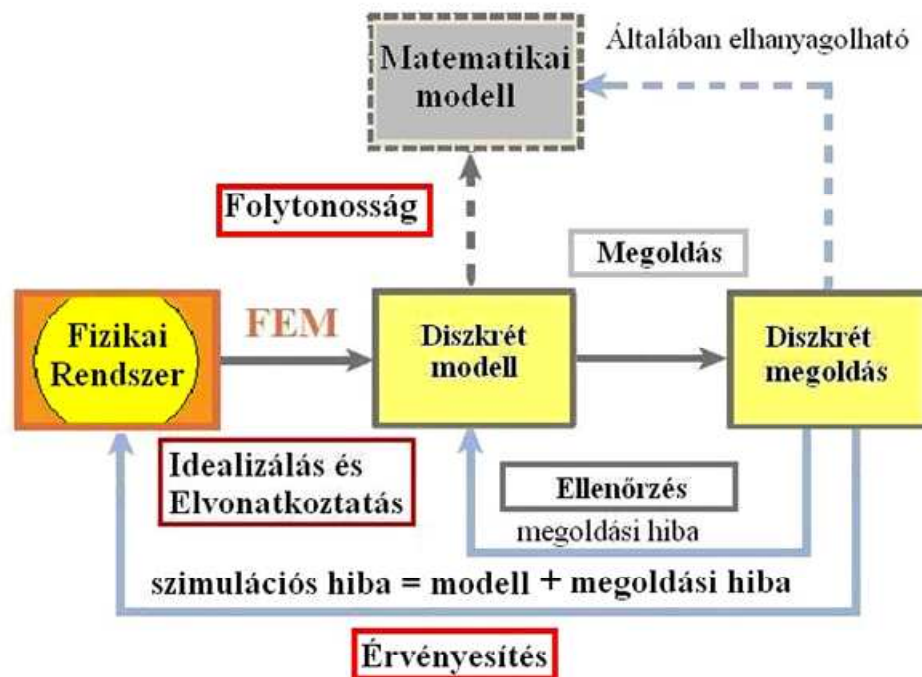 Általában elhanyagolható
Matematikai
modell
Folytonosság
Megoldás
Fizikai
Rendszer
FEM
Diszkrét
modell
Diszkrét
megoldás
Idealizálás és
Elvonatkoztatás
Ellenőrzés
megoldási hiba
szimulációs hiba = modell + megoldási hiba
Érvényesítés